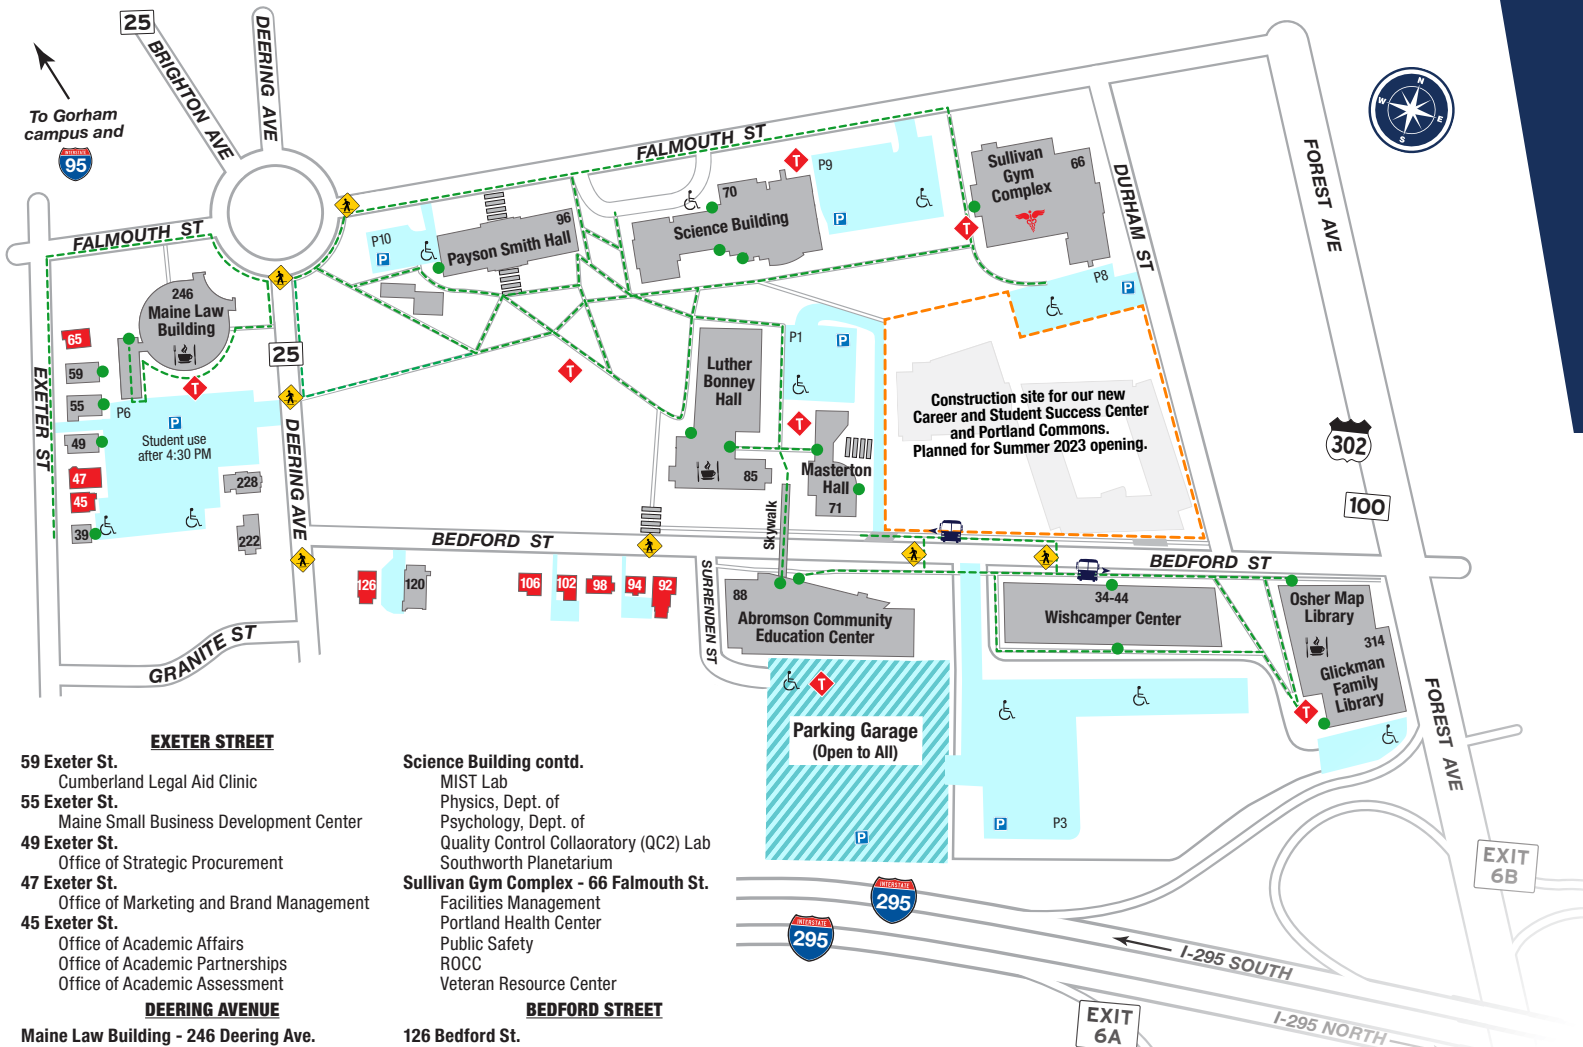 25
BRIGHTON AVE
DEERING AVE
To Gorham
campus and
INTERSTATE
95
FALMOUTH ST
FALMOUTH ST
N
W
E
S
EXETER ST
246
Maine Law
Building
65
59
55
49
47
45
39
P6
P
Student use
after 4:30 PM
T
228
222
25
DEERING AVE
GRANITE ST
P10
P
96
Payson Smith Hall
70
Science Building
T
P9
P
Sullivan
Gym
Complex
66
T
DURHAM ST
P8
P
FOREST AVE
302
100
T
Luther
Bonney
Hall
85
P1
P
T
Masterton
Hall
71
Skywalk
Construction site for our new
Career and Student Success Center
and Portland Commons.
Planned for Summer 2023 opening.
BEDFORD ST
BEDFORD ST
SURRENDEN ST
126
120
106
102
98
94
92
88
Abromson Community
Education Center
34-44
Wishcamper Center
Osher Map
Library
314
Glickman
Family
Library
T
T
Parking Garage
(Open to All)
P
P
P3
FOREST AVE
EXIT
6B
INTERSTATE
295
INTERSTATE
295
I-295 SOUTH
I-295 NORTH
EXIT
6A
EXETER STREET
59 Exeter St.
Cumberland Legal Aid Clinic
55 Exeter St.
Maine Small Business Development Center
49 Exeter St.
Office of Strategic Procurement
47 Exeter St.
Office of Marketing and Brand Management
45 Exeter St.
Office of Academic Affairs
Office of Academic Partnerships
Office of Academic Assessment
DEERING AVENUE
Maine Law Building - 246 Deering Ave.
Science Building contd.
MIST Lab
Physics, Dept. of
Psychology, Dept. of
Quality Control Collaoratory (QC2) Lab
Southworth Planetarium
Sullivan Gym Complex - 66 Falmouth St.
Facilities Management
Portland Health Center
Public Safety
ROCC
Veteran Resource Center
BEDFORD STREET
126 Bedford St.